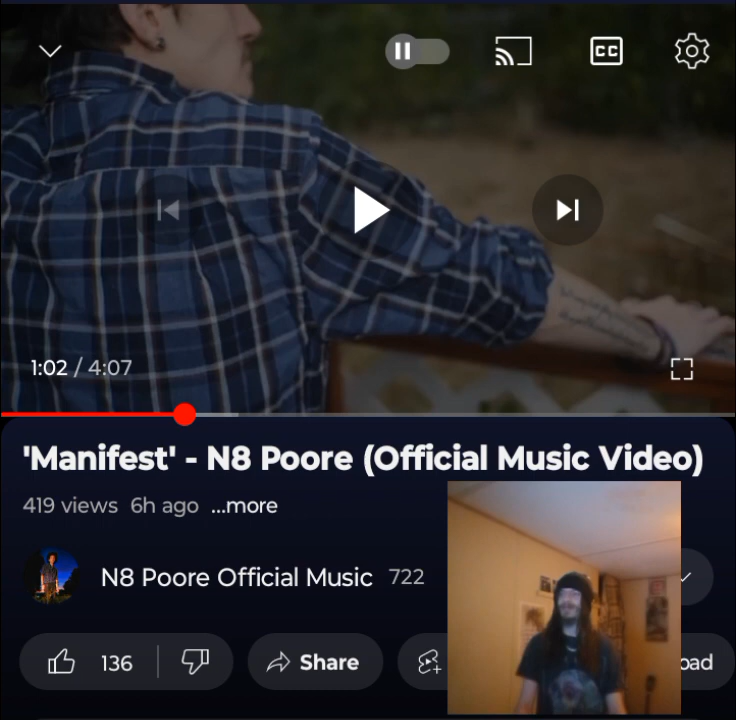 CC
1:02 / 4:07
'Manifest' - N8 Poore (Official Music Video)
419 views 6h ago ...more
N8 Poore Official Music 722
136 Share oad